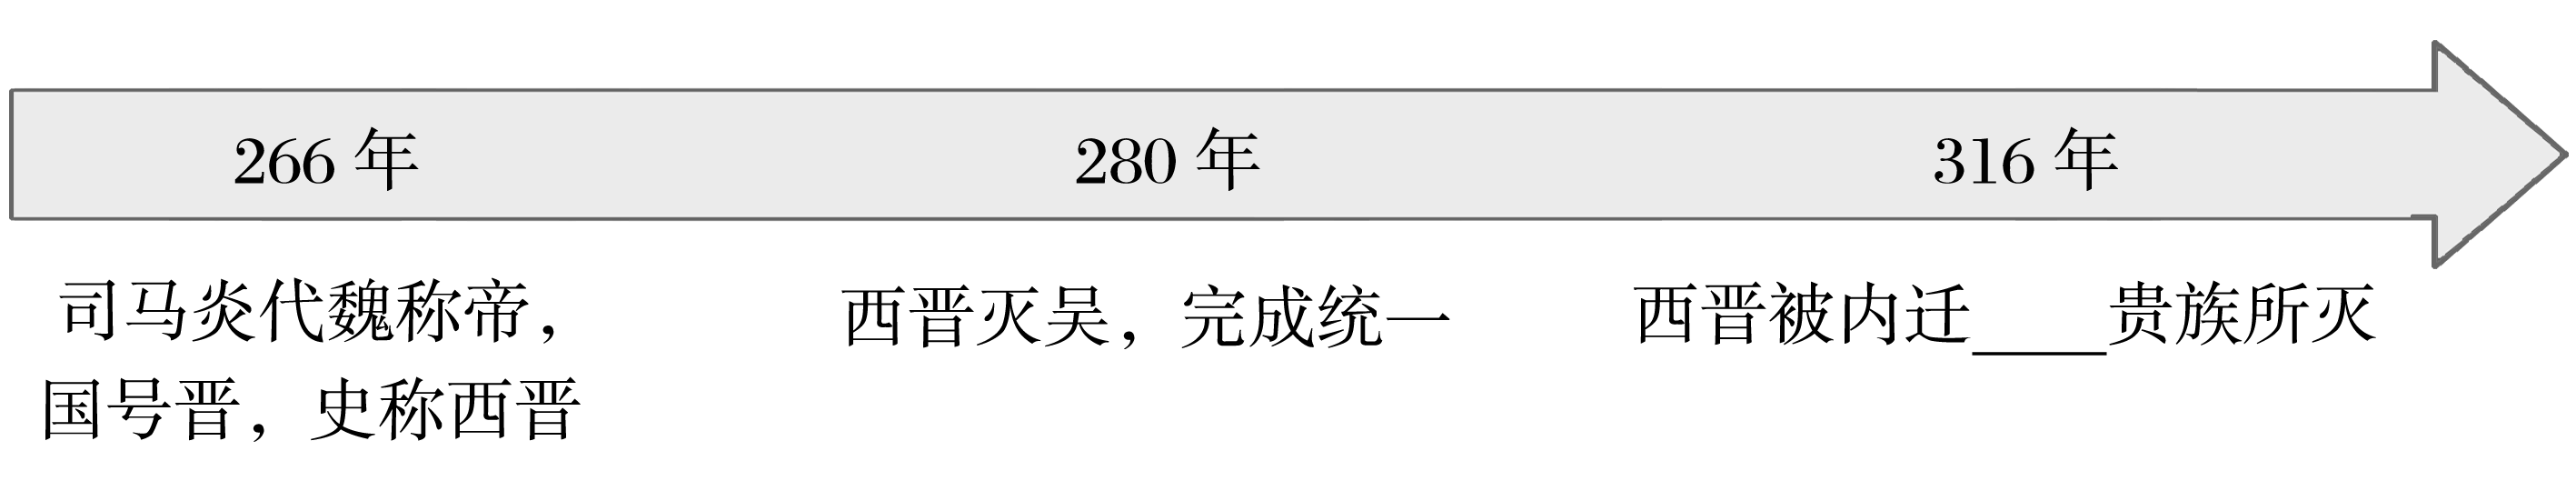 266 年 280 年 316 年
司马炎代魏称帝，
国号晋，史称西晋
西晋灭吴，完成统一
西晋被内迁_____贵族所灭